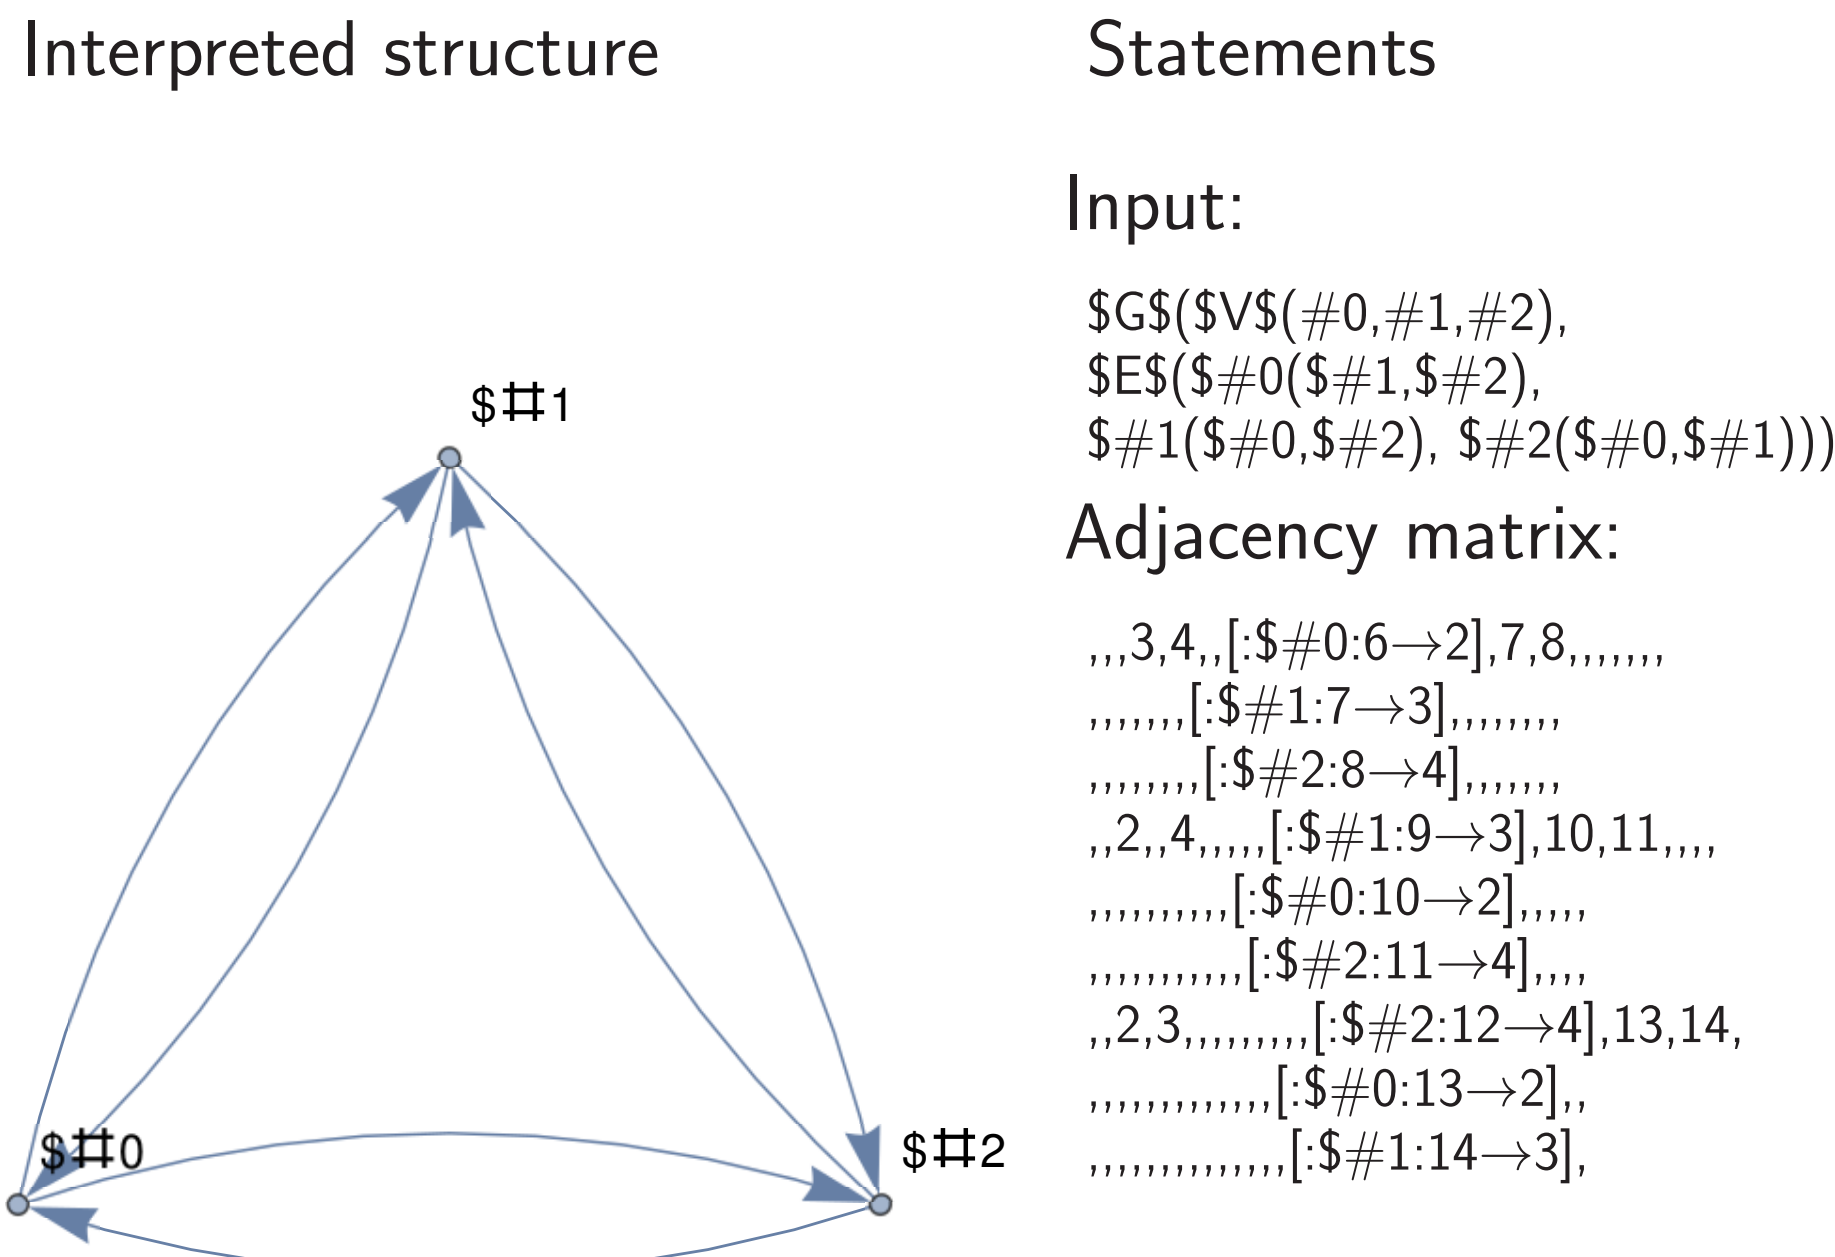 Interpreted structure
Statements
Input:
$G$($V$(#0,#1,#2),
$E$($#0($#1,$#2),
$#1($#0,$#2), $#2($#0,$#1)))
Adjacency matrix:
,,,3,4,,[:$#0:6→2],7,8,,,,,,,
,,,,,,,[:$#1:7→3],,,,,,,,
,,,,,,,,[:$#2:8→4],,,,,,,
,,2,,4,,,,,[:$#1:9→3],10,11,,,,
,,,,,,,,,,[:$#0:10→2],,,,,
,,,,,,,,,,,[:$#2:11→4],,,,
,,2,3,,,,,,,,,[:$#2:12→4],13,14,
,,,,,,,,,,,,,[:$#0:13→2],,
,,,,,,,,,,,,,,[:$#1:14→3],
$#1
$#0
$#2